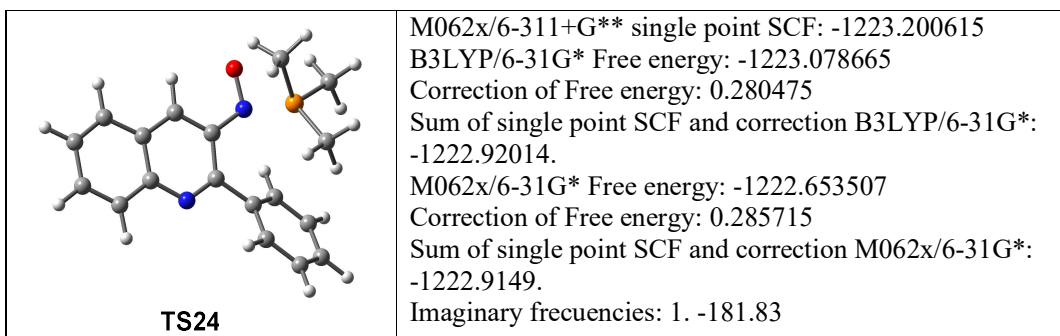 TS24
M062x/6-311+G** single point SCF: -1223.200615
B3LYP/6-31G* Free energy: -1223.078665
Correction of Free energy: 0.280475
Sum of single point SCF and correction B3LYP/6-31G*:
-1222.92014.
M062x/6-31G* Free energy: -1222.653507
Correction of Free energy: 0.285715
Sum of single point SCF and correction M062x/6-31G*:
-1222.9149.
Imaginary frecuencies: 1. -181.83